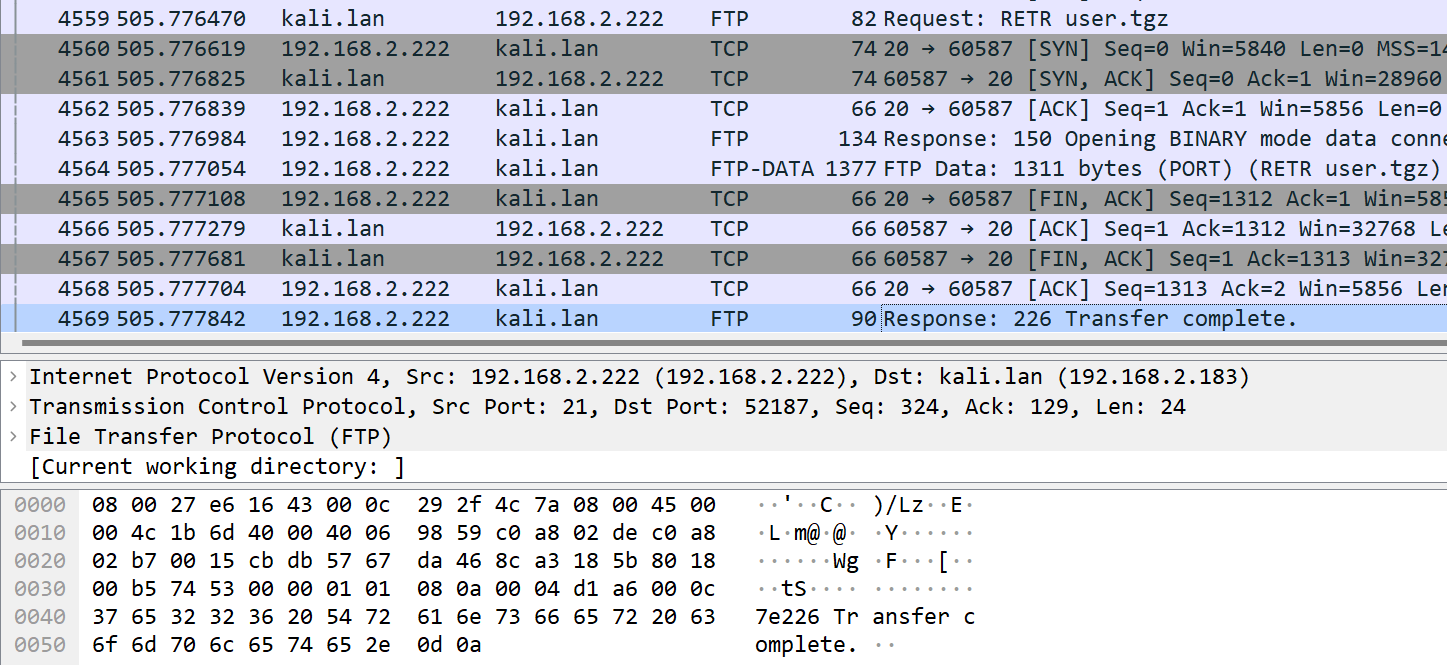 4559 505.776470 kali.lan 192.168.2.222 FTP 82 Request: RETR user.tgz
4560 505.776619 192.168.2.222 kali.lan TCP 74 20 → 60587 [SYN] Seq=0 Win=5840 Len=0 MSS=14
4561 505.776825 kali.lan 192.168.2.222 TCP 74 60587 → 20 [SYN, ACK] Seq=0 Ack=1 Win=28960
4562 505.776839 192.168.2.222 kali.lan TCP 66 20 → 60587 [ACK] Seq=1 Ack=1 Win=5856 Len=0
4563 505.776984 192.168.2.222 kali.lan FTP 134 Response: 150 Opening BINARY mode data conne
4564 505.777054 192.168.2.222 kali.lan FTP-DATA 1377 FTP Data: 1311 bytes (PORT) (RETR user.tgz)
4565 505.777108 192.168.2.222 kali.lan TCP 66 20 → 60587 [FIN, ACK] Seq=1312 Ack=1 Win=585
4566 505.777279 kali.lan 192.168.2.222 TCP 66 60587 → 20 [ACK] Seq=1 Ack=1312 Win=32768 Le
4567 505.777681 kali.lan 192.168.2.222 TCP 66 60587 → 20 [FIN, ACK] Seq=1 Ack=1313 Win=327
4568 505.777704 192.168.2.222 kali.lan TCP 66 20 → 60587 [ACK] Seq=1313 Ack=2 Win=5856 Len
4569 505.777842 192.168.2.222 kali.lan FTP 90 Response: 226 Transfer complete.
Internet Protocol Version 4, Src: 192.168.2.222 (192.168.2.222), Dst: kali.lan (192.168.2.183)
Transmission Control Protocol, Src Port: 21, Dst Port: 52187, Seq: 324, Ack: 129, Len: 24
File Transfer Protocol (FTP)
[Current working directory: ]
0000 08 00 27 e6 16 43 00 0c 29 2f 4c 7a 08 00 45 00 ··'··C·· )/Lz··E·
0010 00 4c 1b 6d 40 00 40 06 98 59 c0 a8 02 de c0 a8 ·L·m@·@· ·Y······
0020 02 b7 00 15 cb db 57 67 da 46 8c a3 18 5b 80 18 ······Wg ·F···[··
0030 00 b5 74 53 00 00 01 01 08 0a 00 04 d1 a6 00 0c ··tS···· ········
0040 37 65 32 32 36 20 54 72 61 6e 73 66 65 72 20 63 7e226 Tr ansfer c
0050 6f 6d 70 6c 65 74 65 2e 0d 0a omplete. ··